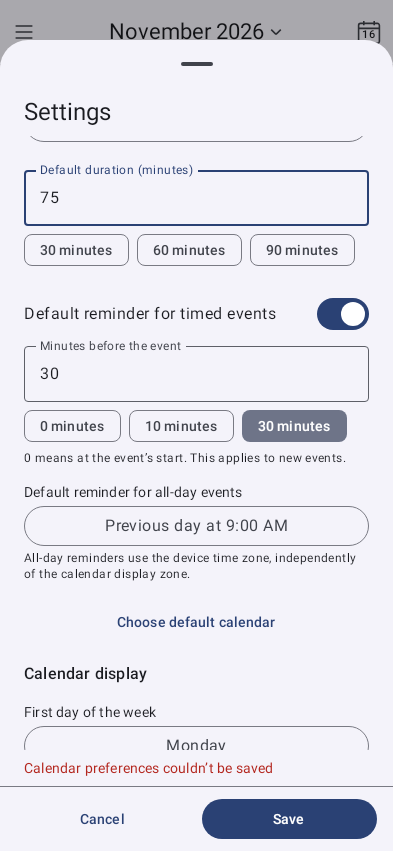 November 2026
16
Settings
Default duration (minutes)
75
30 minutes
60 minutes
90 minutes
Default reminder for timed events
Minutes before the event
30
0 minutes
10 minutes
30 minutes
0 means at the event’s start. This applies to new events.
Default reminder for all-day events
Previous day at 9:00 AM
All-day reminders use the device time zone, independently
of the calendar display zone.
Choose default calendar
Calendar display
First day of the week
Monday
Calendar preferences couldn’t be saved
Cancel
Save